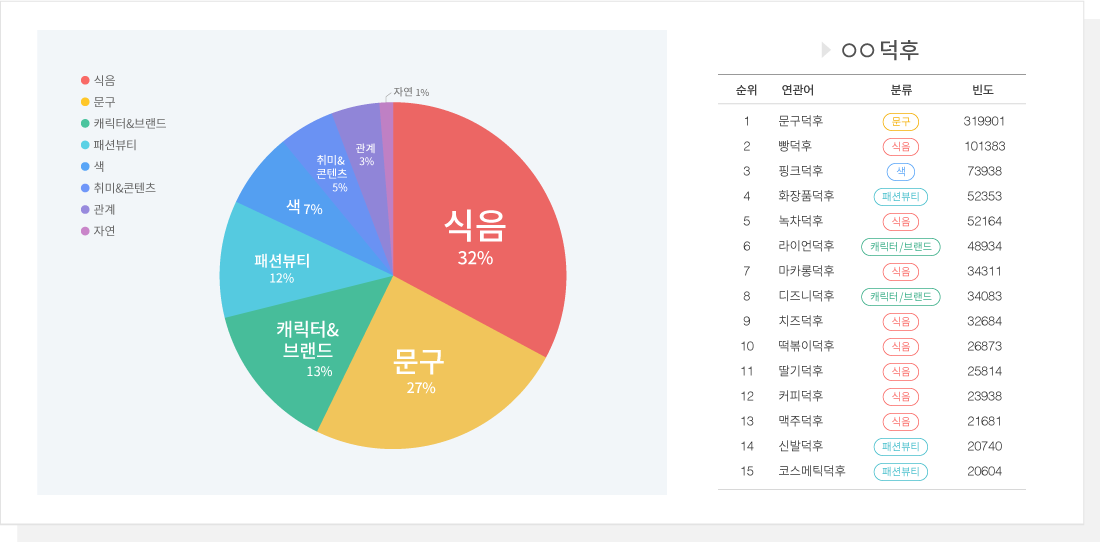 식음
문구
캐릭터&브랜드
패션뷰티
색
취미&콘텐츠
관계
자연
자연 1%
관계
3%
취미&
콘텐츠
5%
색 7%
식음
32%
패션뷰티
12%
캐릭터&
브랜드
13%
문구
27%
○○ 덕후
순위 연관어 분류 빈도
1 문구덕후 문구 319901
2 빵덕후 식음 101383
3 핑크덕후 색 73938
4 화장품덕후 패션뷰티 52353
5 녹차덕후 식음 52164
6 라이언덕후 캐릭터/브랜드 48934
7 마카롱덕후 식음 34311
8 디즈니덕후 캐릭터/브랜드 34083
9 치즈덕후 식음 32684
10 떡볶이덕후 식음 26873
11 딸기덕후 식음 25814
12 커피덕후 식음 23938
13 맥주덕후 식음 21681
14 신발덕후 패션뷰티 20740
15 코스메틱덕후 패션뷰티 20604